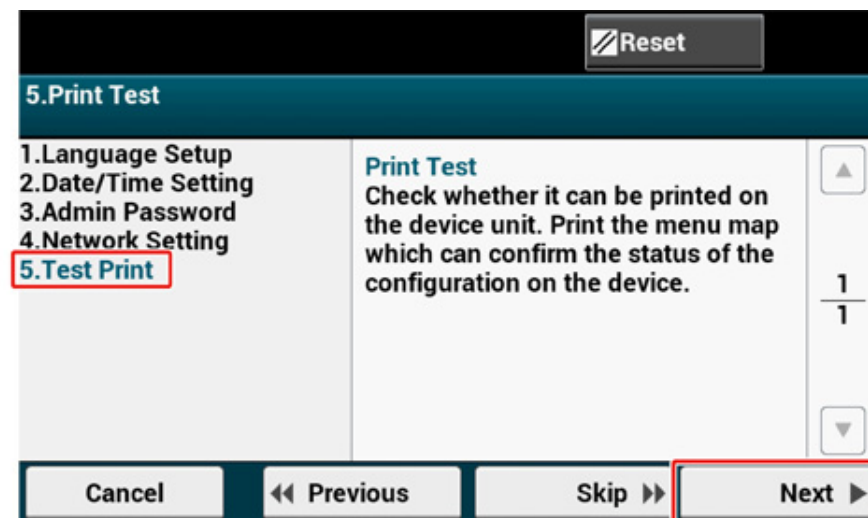 Reset
5.Print Test
1.Language Setup
2.Date/Time Setting
3.Admin Password
4.Network Setting
5.Test Print
Print Test
Check whether it can be printed on
the device unit. Print the menu map
which can confirm the status of the
configuration on the device.
1
1
Cancel
Previous
Skip
Next